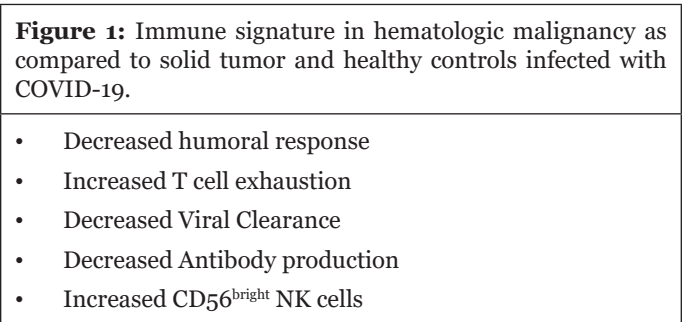 Figure 1: Immune signature in hematologic malignancy as
compared to solid tumor and healthy controls infected with
COVID-19.
• Decreased humoral response
• Increased T cell exhaustion
• Decreased Viral Clearance
• Decreased Antibody production
• Increased CD56bright NK cells